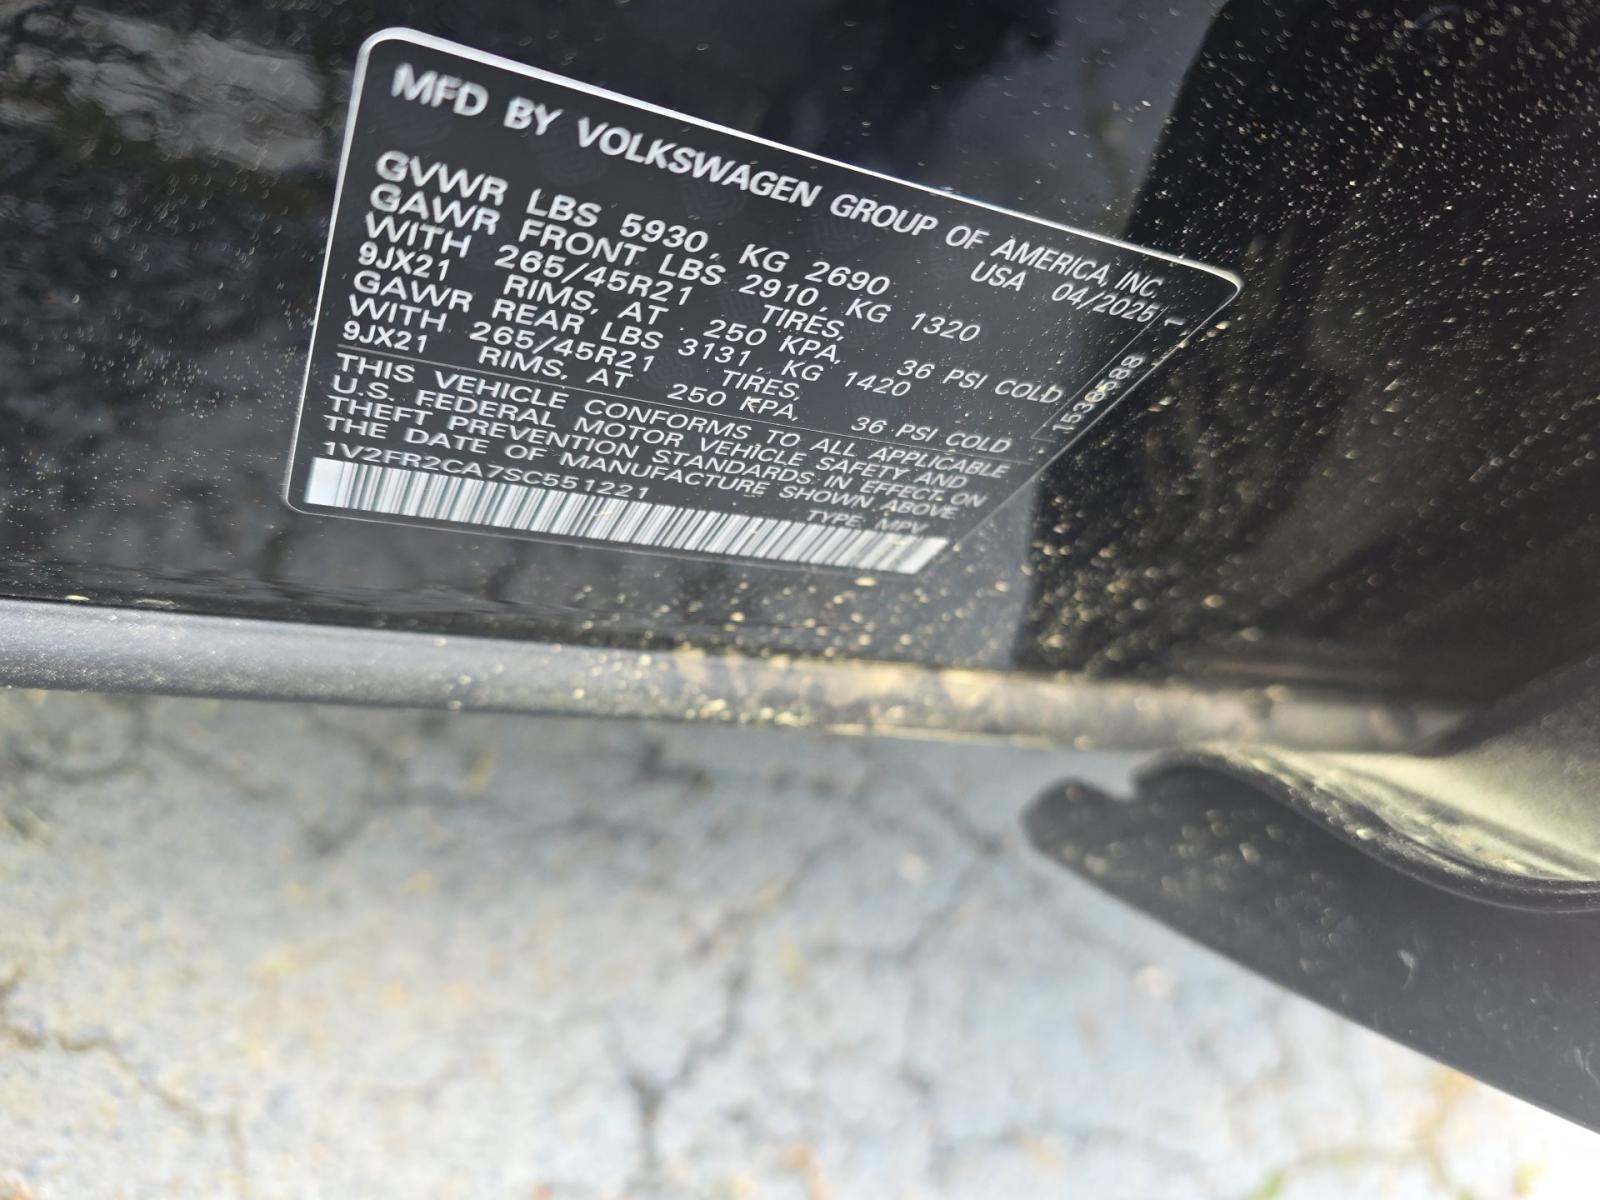 MFD BY VOLKSWAGEN GROUP OF AMERICA, INC
USA 04/2025
GVWR LBS 5930, KG 2690
GAWR FRONT LBS 2910, KG 1320
WITH 265/45R21 TIRES,
9JX21 RIMS, AT 250 KPA, 36 PSI COLD
GAWR REAR LBS 3131, KG 1420
WITH 265/45R21 TIRES,
9JX21 RIMS, AT 250 KPA, 36 PSI COLD
THIS VEHICLE CONFORMS TO ALL APPLICABLE
U.S. FEDERAL MOTOR VEHICLE SAFETY AND
THEFT PREVENTION STANDARDS IN EFFECT ON
THE DATE OF MANUFACTURE SHOWN ABOVE
1V2FR2CA7SC551221 TYPE: MPV
1